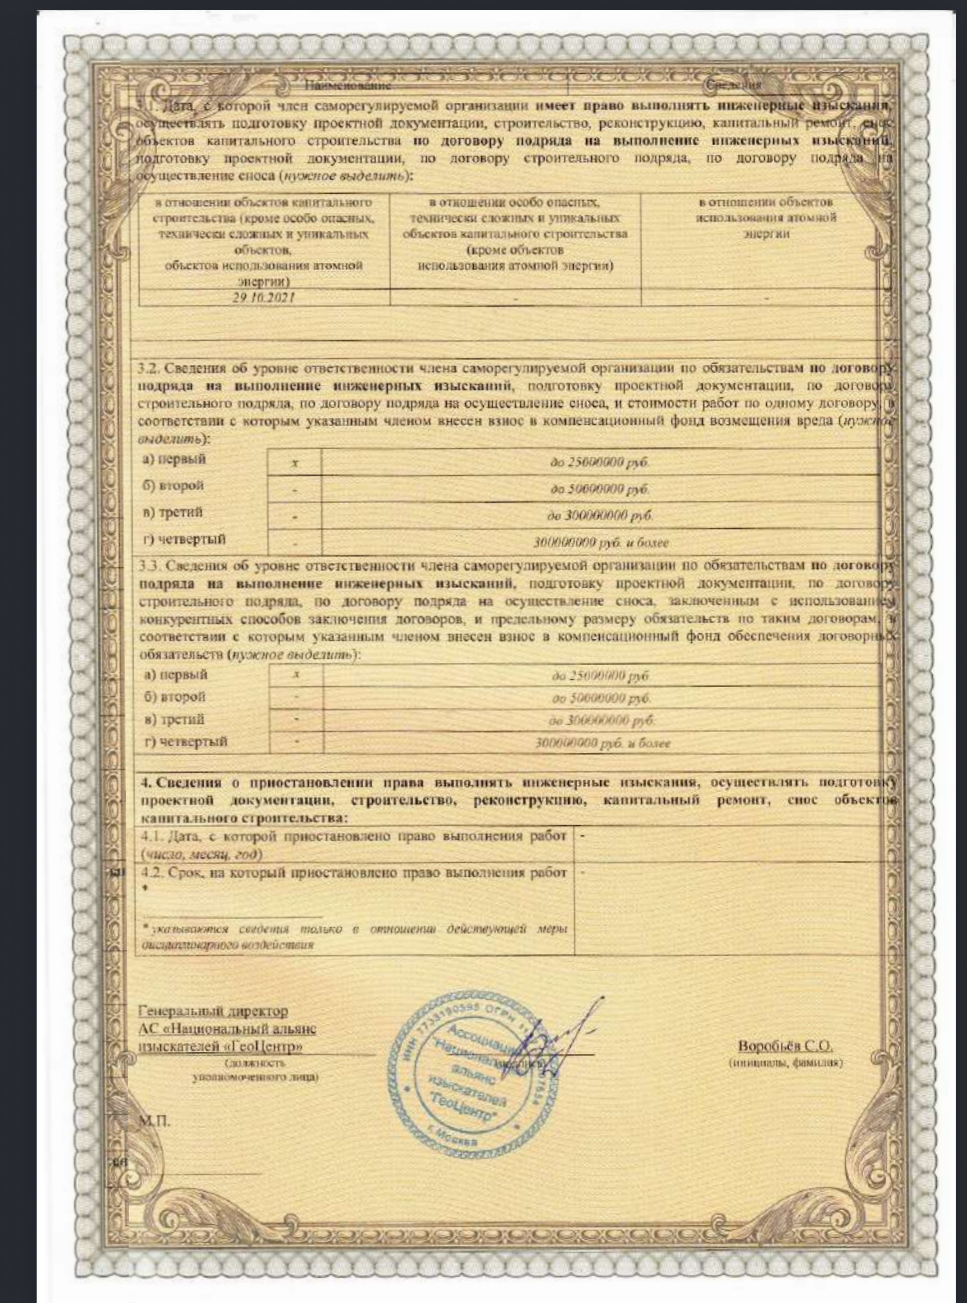 Наименование Сведения
3.1. Дата, с которой член саморегулируемой организации имеет право выполнять инженерные изыскания,
осуществлять подготовку проектной документации, строительство, реконструкцию, капитальный ремонт, снос
объектов капитального строительства по договору подряда на выполнение инженерных изысканий,
подготовку проектной документации, по договору строительного подряда, по договору подряда на
осуществление сноса (нужное выделить):
в отношении объектов капитального
строительства (кроме особо опасных,
технически сложных и уникальных
объектов,
объектов использования атомной
энергии)
в отношении особо опасных,
технически сложных и уникальных
объектов капитального строительства
(кроме объектов
использования атомной энергии)
в отношении объектов
использования атомной
энергии
29.10.2021 - -
3.2. Сведения об уровне ответственности члена саморегулируемой организации по обязательствам по договору
подряда на выполнение инженерных изысканий, подготовку проектной документации, по договору
строительного подряда, по договору подряда на осуществление сноса, и стоимости работ по одному договору, в
соответствии с которым указанным членом внесен взнос в компенсационный фонд возмещения вреда (нужное
выделить):
а) первый х до 25000000 руб.
б) второй - до 50000000 руб.
в) третий - до 300000000 руб.
г) четвертый - 300000000 руб. и более
3.3. Сведения об уровне ответственности члена саморегулируемой организации по обязательствам по договору
подряда на выполнение инженерных изысканий, подготовку проектной документации, по договору
строительного подряда, по договору подряда на осуществление сноса, заключенным с использованием
конкурентных способов заключения договоров, и предельному размеру обязательств по таким договорам, в
соответствии с которым указанным членом внесен взнос в компенсационный фонд обеспечения договорных
обязательств (нужное выделить):
а) первый х до 25000000 руб.
б) второй - до 50000000 руб.
в) третий - до 300000000 руб.
г) четвертый - 300000000 руб. и более
4. Сведения о приостановлении права выполнять инженерные изыскания, осуществлять подготовку
проектной документации, строительство, реконструкцию, капитальный ремонт, снос объектов
капитального строительства:
4.1. Дата, с которой приостановлено право выполнения работ -
(число, месяц, год)
4.2. Срок, на который приостановлено право выполнения работ -
*
* указываются сведения только в отношении действующей меры
дисциплинарного воздействия
Генеральный директор
АС «Национальный альянс
изыскателей «ГеоЦентр»
(должность
уполномоченного лица)
ИНН 7733190595 ОГРН
Ассоциация
"Национальный
альянс
изыскателей
"ГеоЦентр"
г. Москва
Воробьёв С.О.
(инициалы, фамилия)
М.П.